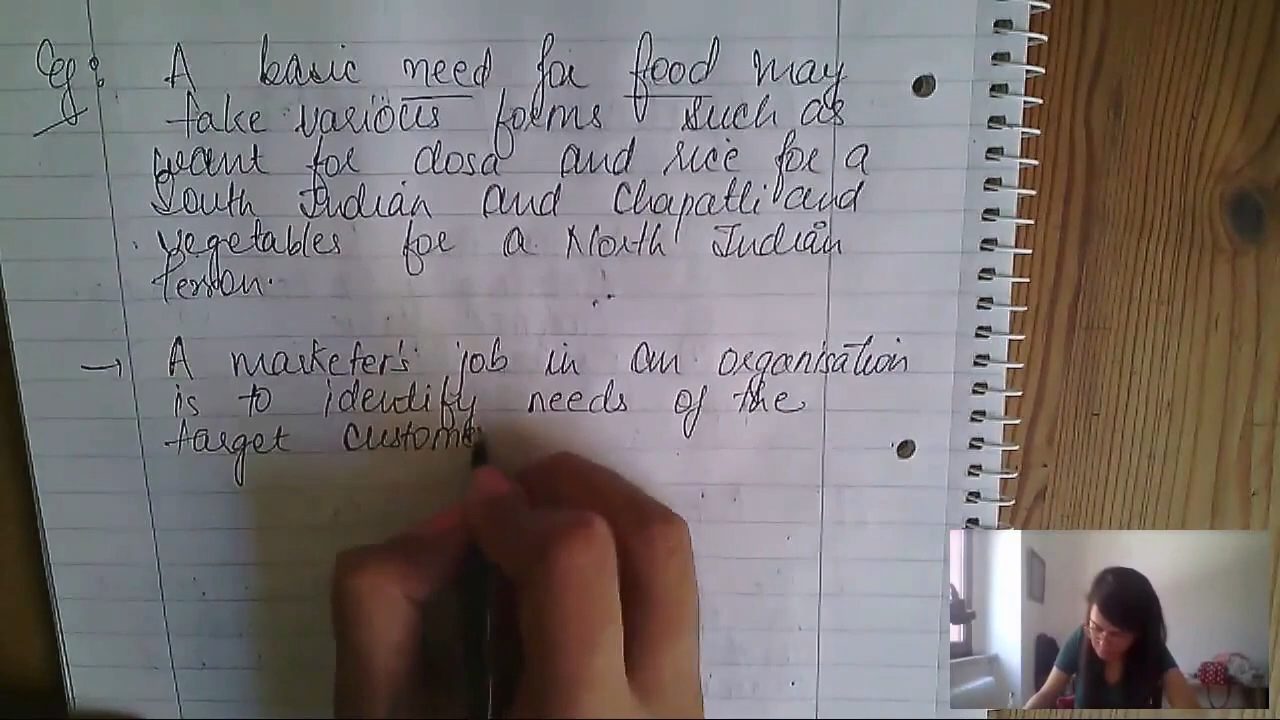 Eg:
A basic need for food may
take various forms such as
want for dosa and rice for a
South Indian and Chapatti and
vegetables for a North Indian
Person.
→ A marketer's job in an organisation
is to identify needs of the
target custome